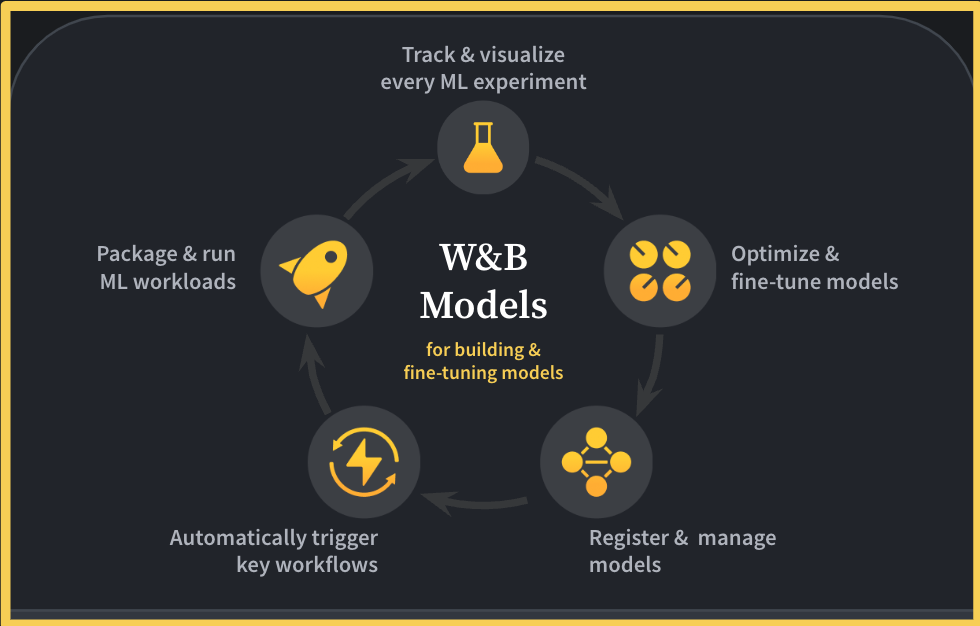 Track & visualize
every ML experiment
Package & run
ML workloads
W&B
Models
for building &
fine-tuning models
Optimize &
fine-tune models
Automatically trigger
key workflows
Register &  manage
models